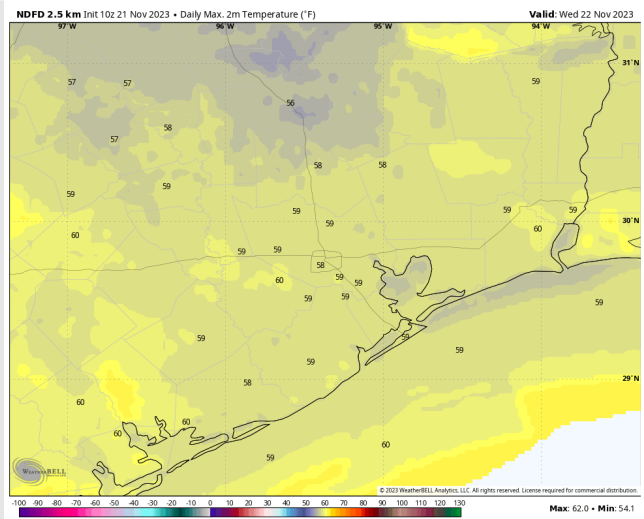 NDFD 2.5 km Init 10z 21 Nov 2023 • Daily Max. 2m Temperature (°F)
Valid: Wed 22 Nov 2023
97°W 96°W 95°W 94°W
31°N
57 57 59
56
57 58
58 58
59 59
59 59 59
59
30°N
60 60
59 59
58
59
60 59
59 59
59
59
59
59
59
29°N
58
60
60
60
60
59
WeatherBELL
© 2023 WeatherBELL Analytics, LLC. All rights reserved. License required for commercial distribution.
-100 -90 -80 -70 -60 -50 -40 -30 -20 -10 0 10 20 30 40 50 60 70 80 90 100 110 120 130
Max: 62.0 • Min: 54.1